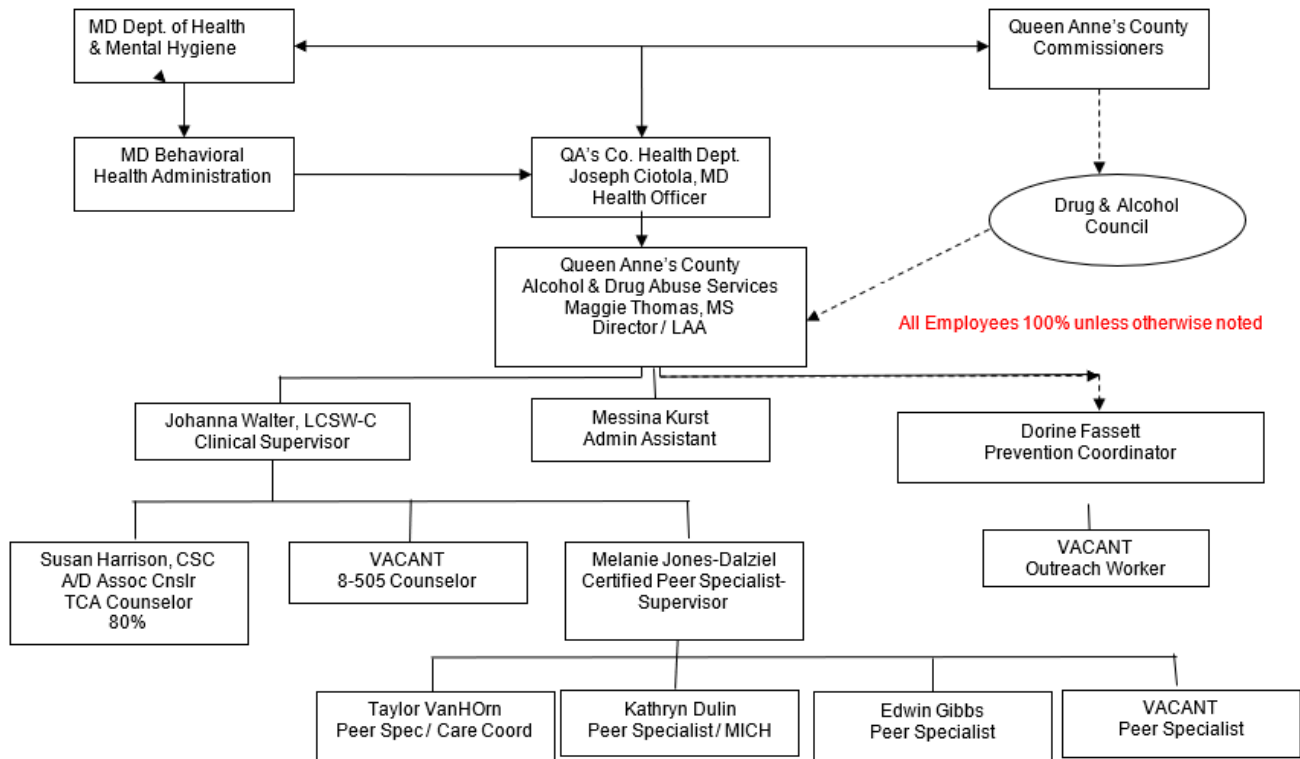 MD Dept. of Health
& Mental Hygiene
Queen Anne's County
Commissioners
MD Behavioral
Health Administration
QA's Co. Health Dept.
Joseph Ciotola, MD
Health Officer
Drug & Alcohol
Council
Queen Anne's County
Alcohol & Drug Abuse Services
Maggie Thomas, MS
Director / LAA
All Employees 100% unless otherwise noted
Johanna Walter, LCSW-C
Clinical Supervisor
Messina Kurst
Admin Assistant
Dorine Fassett
Prevention Coordinator
Susan Harrison, CSC
A/D Assoc Cnslr
TCA Counselor
80%
VACANT
8-505 Counselor
Melanie Jones-Dalziel
Certified Peer Specialist-
Supervisor
VACANT
Outreach Worker
Taylor VanHOrn
Peer Spec / Care Coord
Kathryn Dulin
Peer Specialist / MICH
Edwin Gibbs
Peer Specialist
VACANT
Peer Specialist